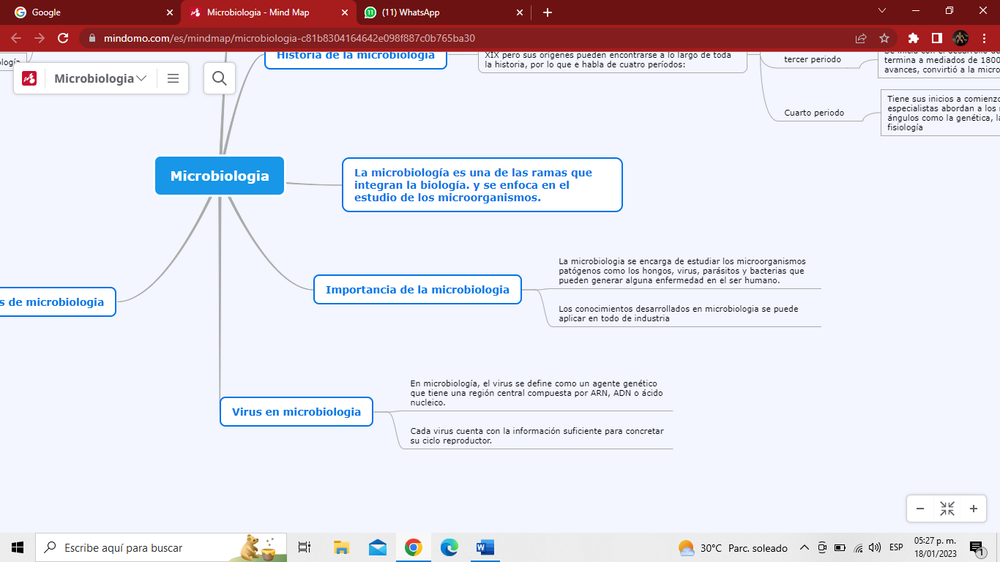 Google
Microbiologia - Mind Map
(11) WhatsApp
mindomo.com/es/mindmap/microbiologia-c81b8304164642e098f887c0b765ba30
ología
Microbiologia
Historia de la microbiologia
XIX pero sus orígenes pueden encontrarse a lo largo de toda
la historia, por lo que e habla de cuatro períodos:
tercer periodo
termina a mediados de 1800
avances, convirtió a la micro
Cuarto periodo
Tiene sus inicios a comienzo
especialistas abordan a los
ángulos como la genética, la
fisiología
Microbiologia
La microbiología es una de las ramas que
integran la biología. y se enfoca en el
estudio de los microorganismos.
s de microbiologia
Importancia de la microbiologia
La microbiologia se encarga de estudiar los microorganismos
patógenos como los hongos, virus, parásitos y bacterias que
pueden generar alguna enfermedad en el ser humano.
Los conocimientos desarrollados en microbiologia se puede
aplicar en todo de industria
Virus en microbiologia
En microbiología, el virus se define como un agente genético
que tiene una región central compuesta por ARN, ADN o ácido
nucleico.
Cada virus cuenta con la información suficiente para concretar
su ciclo reproductor.
Escribe aquí para buscar
30°C Parc. soleado
ESP
05:27 p. m.
18/01/2023
1